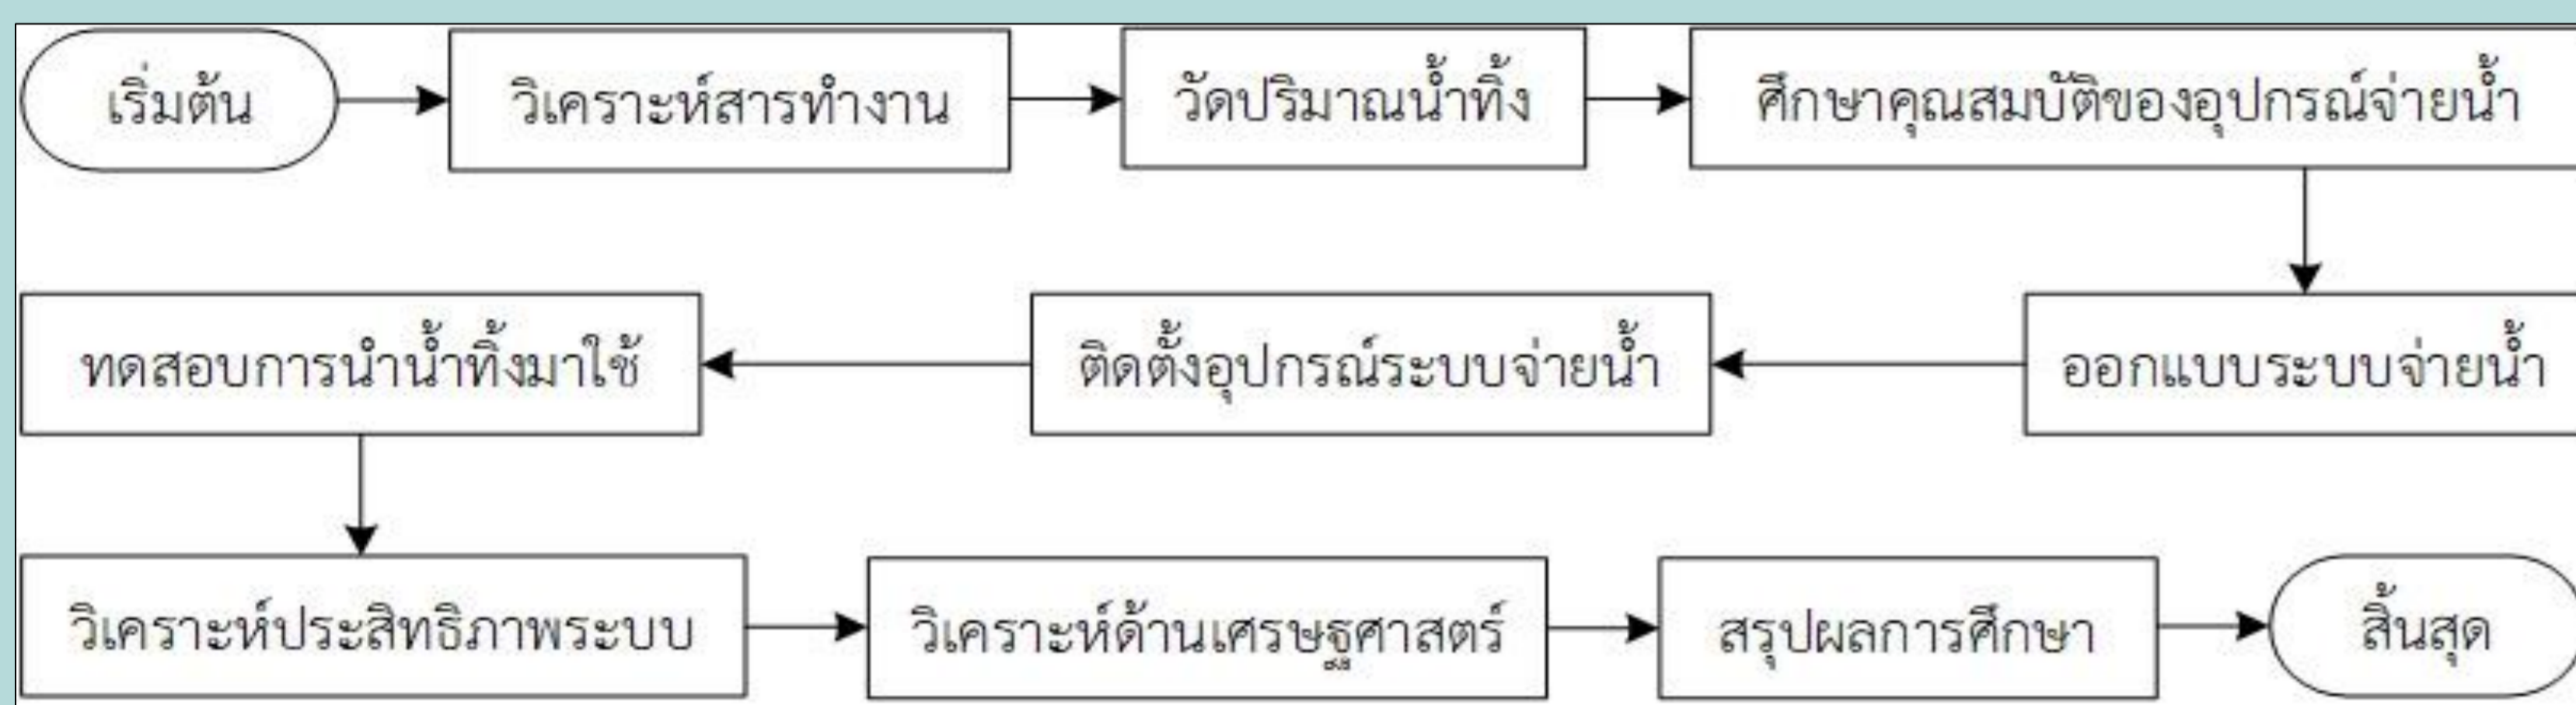 เริ่มต้น
วิเคราะห์สารทำงาน
วัดปริมาณน้ำทิ้ง
ศึกษาคุณสมบัติของอุปกรณ์จ่ายน้ำ
ออกแบบระบบจ่ายน้ำ
ติดตั้งอุปกรณ์ระบบจ่ายน้ำ
ทดสอบการนำน้ำทิ้งมาใช้
วิเคราะห์ประสิทธิภาพระบบ
วิเคราะห์ด้านเศรษฐศาสตร์
สรุปผลการศึกษา
สิ้นสุด